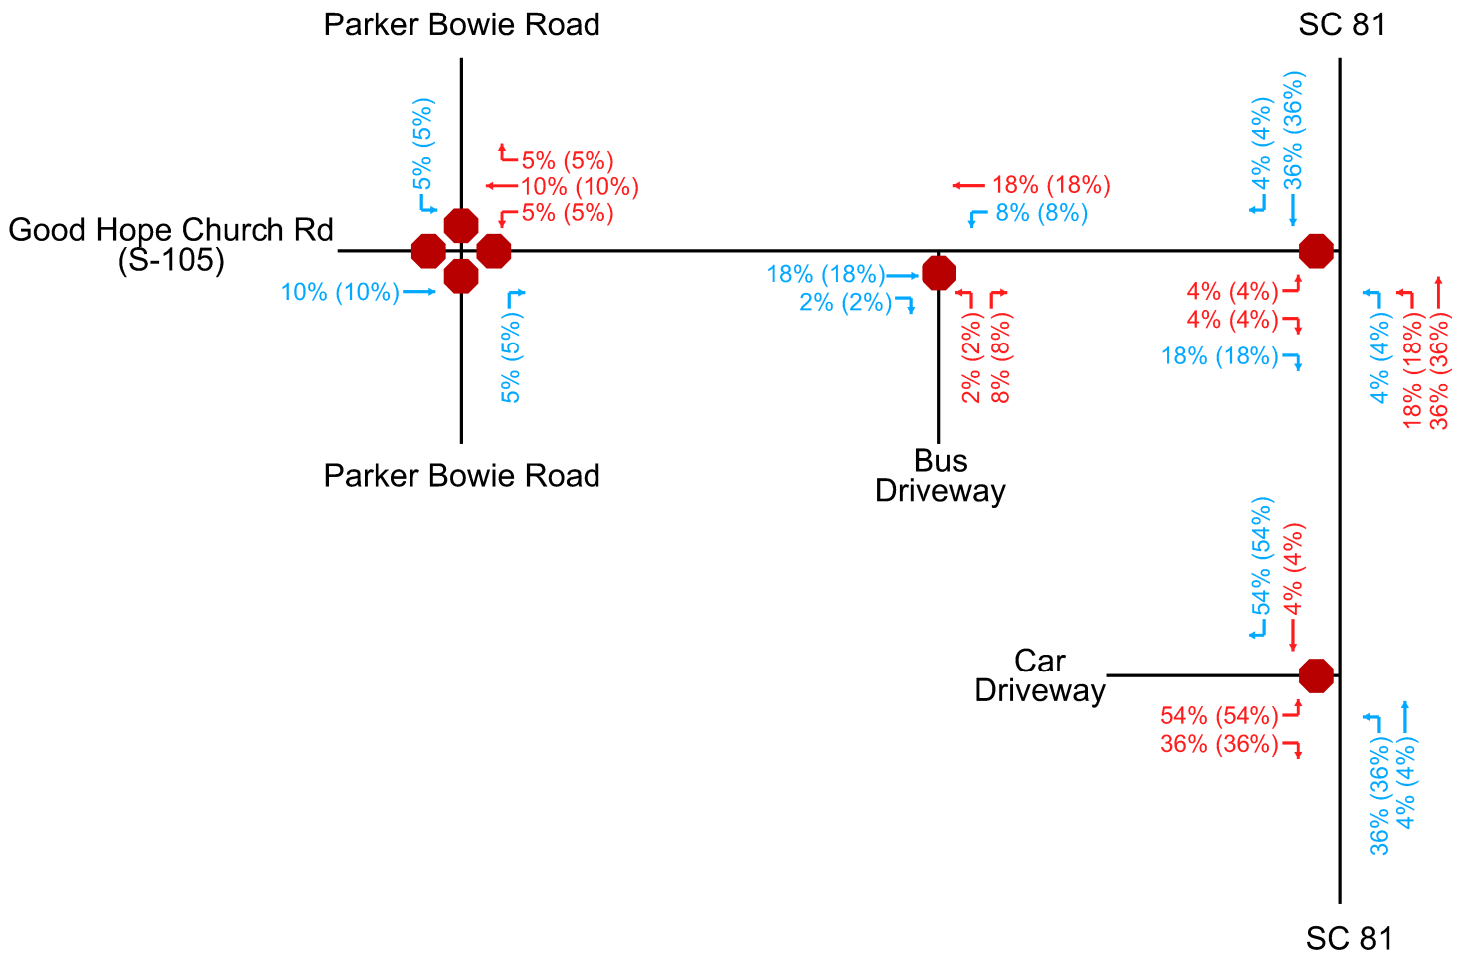 Parker Bowie Road
SC 81
5% (5%)
5% (5%)
10% (10%)
5% (5%)
18% (18%)
8% (8%)
4% (4%)
36% (36%)
Good Hope Church Rd
(S-105)
10% (10%)
5% (5%)
18% (18%)
2% (2%)
2% (2%)
8% (8%)
4% (4%)
4% (4%)
18% (18%)
4% (4%)
18% (18%)
36% (36%)
Parker Bowie Road
Bus
Driveway
54% (54%)
4% (4%)
Car
Driveway
54% (54%)
36% (36%)
36% (36%)
4% (4%)
SC 81